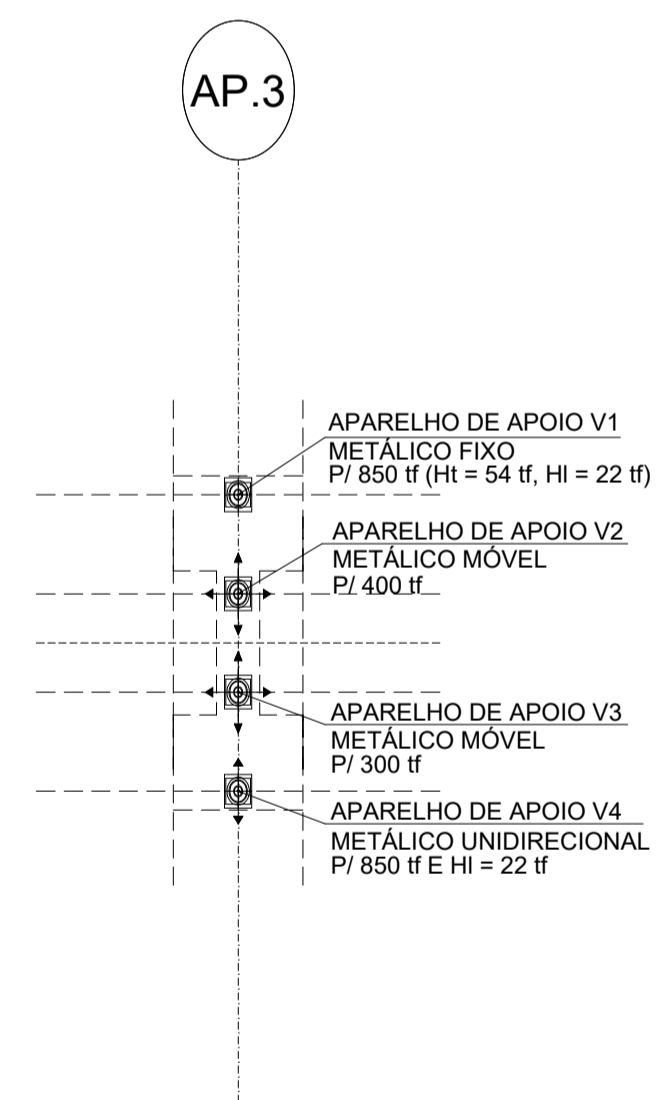 AP.3
APARELHO DE APOIO V1
METÁLICO FIXO
P/ 850 tf (Ht = 54 tf, Hl = 22 tf)
APARELHO DE APOIO V2
METÁLICO MÓVEL
P/ 400 tf
APARELHO DE APOIO V3
METÁLICO MÓVEL
P/ 300 tf
APARELHO DE APOIO V4
METÁLICO UNIDIRECIONAL
P/ 850 tf E Hl = 22 tf